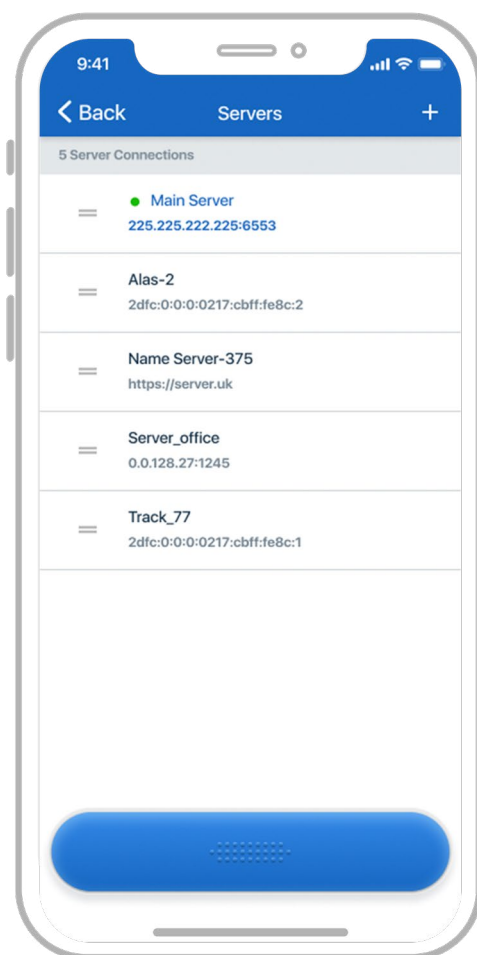 9:41
Back
Servers
+
5 Server Connections
Main Server
225.225.222.225:6553
Alas-2
2dfc:0:0:0:0217:cbff:fe8c:2
Name Server-375
https://server.uk
Server_office
0.0.128.27:1245
Track_77
2dfc:0:0:0:0217:cbff:fe8c:1